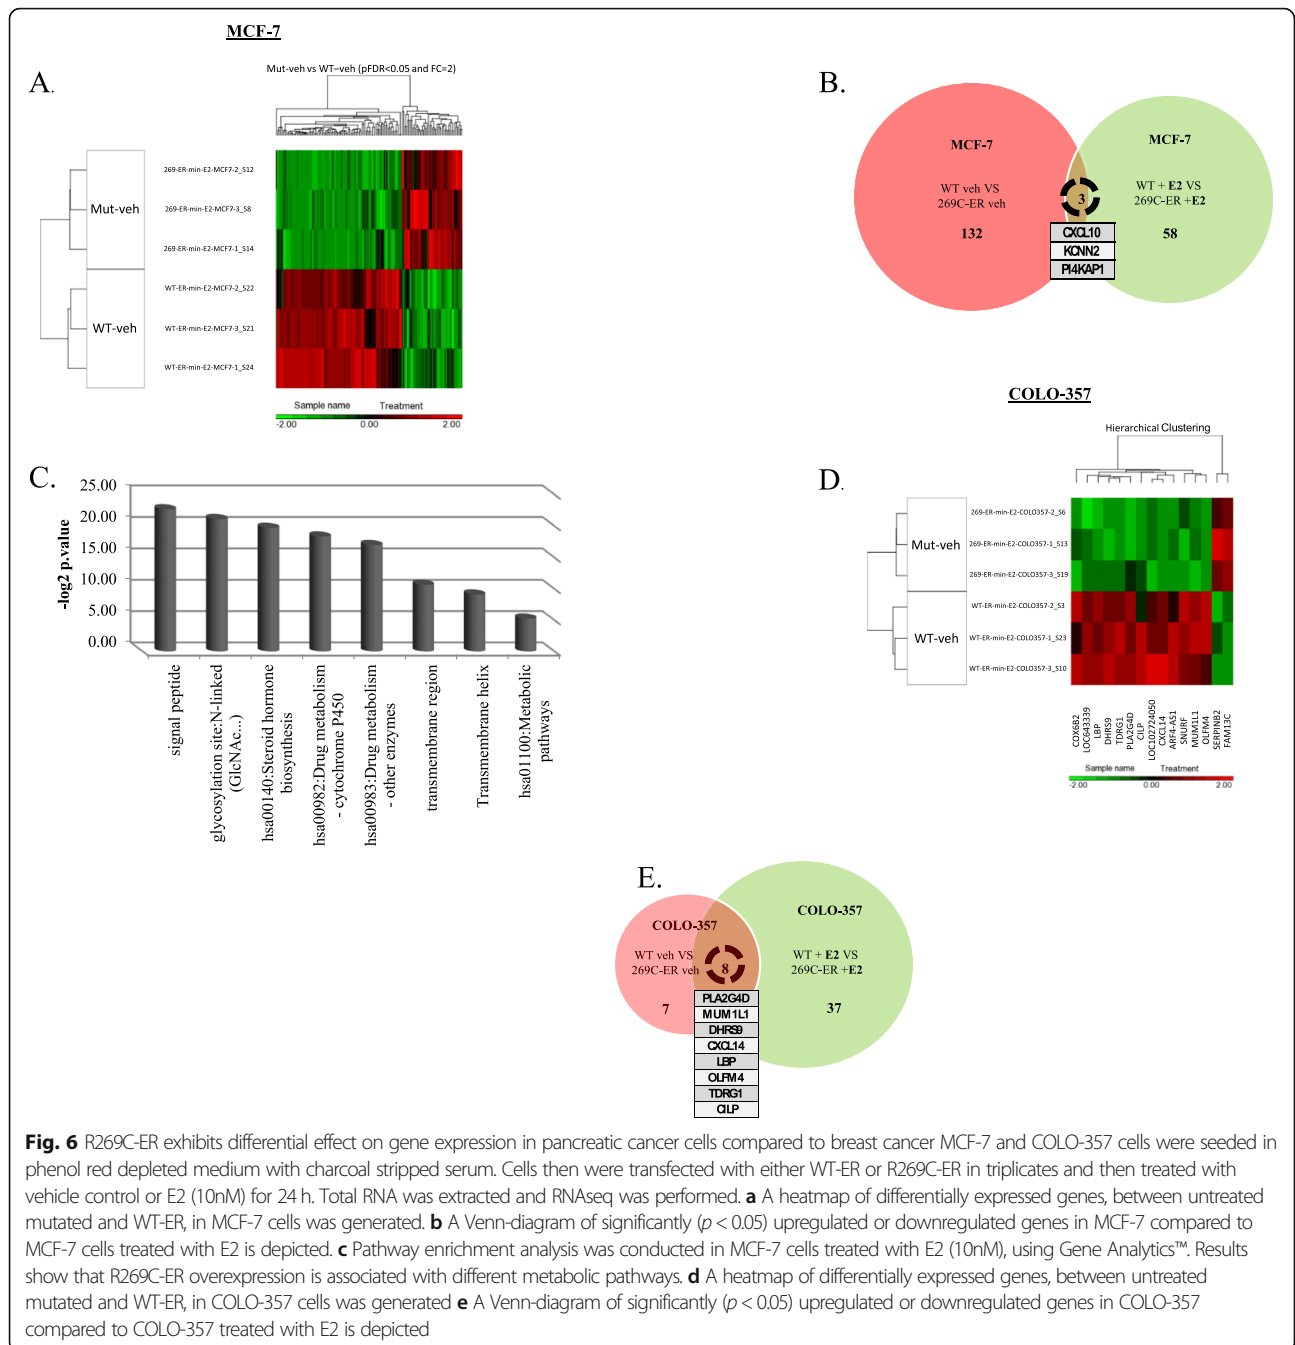 MCF-7
A.
Mut-veh vs WT–veh (pFDR<0.05 and FC=2)
Mut-veh
WT-veh
269-ER-min-E2-MCF7-2_S12
269-ER-min-E2-MCF7-3_S8
269-ER-min-E2-MCF7-1_S14
WT-ER-min-E2-MCF7-2_S22
WT-ER-min-E2-MCF7-3_S21
WT-ER-min-E2-MCF7-1_S24
Sample name Treatment
-2.00 0.00 2.00
B.
MCF-7
WT veh VS
269C-ER veh
132
3
CXCL10
KCNN2
PI4KAP1
MCF-7
WT + E2 VS
269C-ER +E2
58
C.
-log2 p.value
25.00
20.00
15.00
10.00
5.00
0.00
signal peptide
glycosylation site:N-linked
(GlcNAc...)
hsa00140:Steroid hormone
biosynthesis
hsa00982:Drug metabolism
- cytochrome P450
hsa00983:Drug metabolism
- other enzymes
transmembrane region
Transmembrane helix
hsa01100:Metabolic
pathways
COLO-357
D.
Hierarchical Clustering
Mut-veh
WT-veh
269-ER-min-E2-COLO357-2_S6
269-ER-min-E2-COLO357-1_S13
269-ER-min-E2-COLO357-3_S19
WT-ER-min-E2-COLO357-2_S3
WT-ER-min-E2-COLO357-1_S23
WT-ER-min-E2-COLO357-3_S10
COX6B2
LOC643339
LBP
DHRS9
TDRG1
PLA2G4D
CILP
LOC102724050
CXCL14
ARF4-AS1
SNURF
MUM1L1
OLFM4
SERPINB2
FAM13C
Sample name Treatment
-2.00 0.00 2.00
E.
COLO-357
WT veh VS
269C-ER veh
7
8
PLA2G4D
MUM1L1
DHRS9
CXCL14
LBP
OLFM4
TDRG1
CILP
COLO-357
WT + E2 VS
269C-ER +E2
37
Fig. 6 R269C-ER exhibits differential effect on gene expression in pancreatic cancer cells compared to breast cancer MCF-7 and COLO-357 cells were seeded in
phenol red depleted medium with charcoal stripped serum. Cells then were transfected with either WT-ER or R269C-ER in triplicates and then treated with
vehicle control or E2 (10nM) for 24 h. Total RNA was extracted and RNAseq was performed. a A heatmap of differentially expressed genes, between untreated
mutated and WT-ER, in MCF-7 cells was generated. b A Venn-diagram of significantly (p < 0.05) upregulated or downregulated genes in MCF-7 compared to
MCF-7 cells treated with E2 is depicted. c Pathway enrichment analysis was conducted in MCF-7 cells treated with E2 (10nM), using Gene Analytics™. Results
show that R269C-ER overexpression is associated with different metabolic pathways. d A heatmap of differentially expressed genes, between untreated
mutated and WT-ER, in COLO-357 cells was generated e A Venn-diagram of significantly (p < 0.05) upregulated or downregulated genes in COLO-357
compared to COLO-357 treated with E2 is depicted